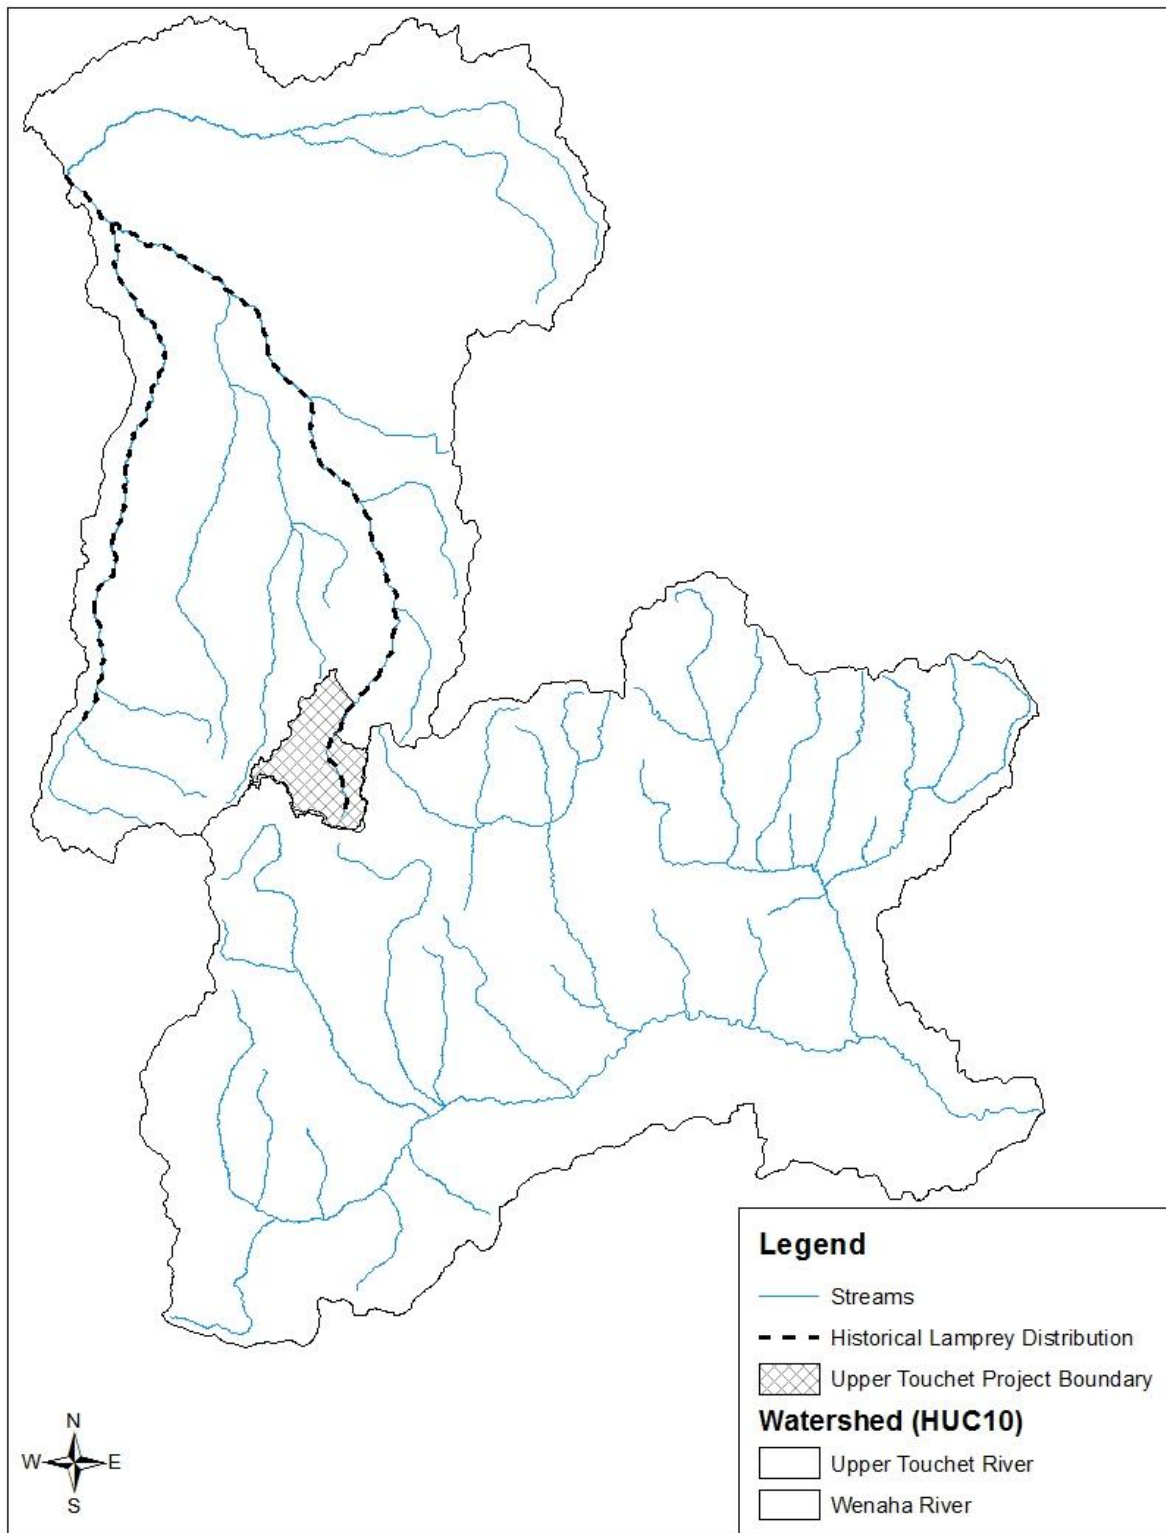 Legend
Streams
Historical Lamprey Distribution
Upper Touchet Project Boundary
Watershed (HUC10)
Upper Touchet River
Wenaha River
N
W E
S